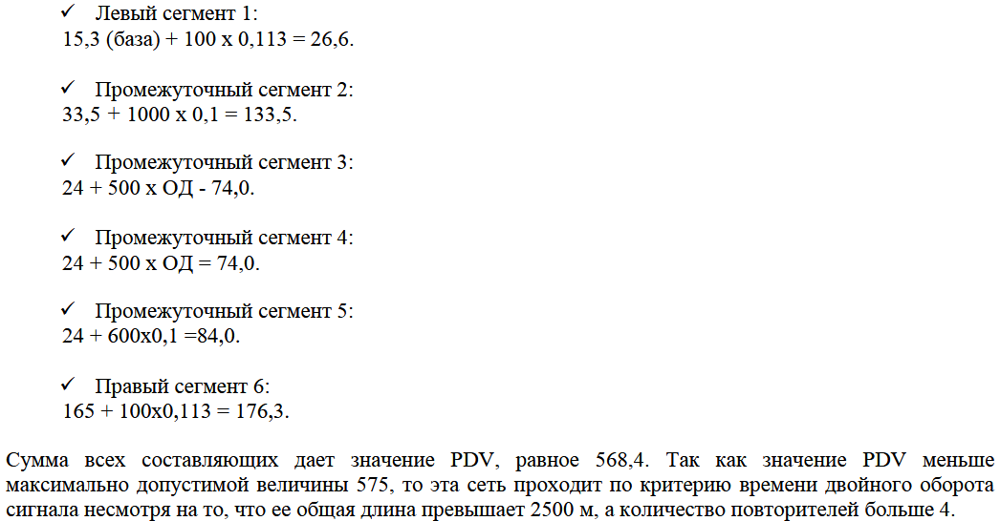 ✓ Левый сегмент 1:
15,3 (база) + 100 х 0,113 = 26,6.
✓ Промежуточный сегмент 2:
33,5 + 1000 х 0,1 = 133,5.
✓ Промежуточный сегмент 3:
24 + 500 х ОД - 74,0.
✓ Промежуточный сегмент 4:
24 + 500 х ОД = 74,0.
✓ Промежуточный сегмент 5:
24 + 600х0,1 =84,0.
✓ Правый сегмент 6:
165 + 100х0,113 = 176,3.
Сумма всех составляющих дает значение PDV, равное 568,4. Так как значение PDV меньше
максимально допустимой величины 575, то эта сеть проходит по критерию времени двойного оборота
сигнала несмотря на то, что ее общая длина превышает 2500 м, а количество повторителей больше 4.